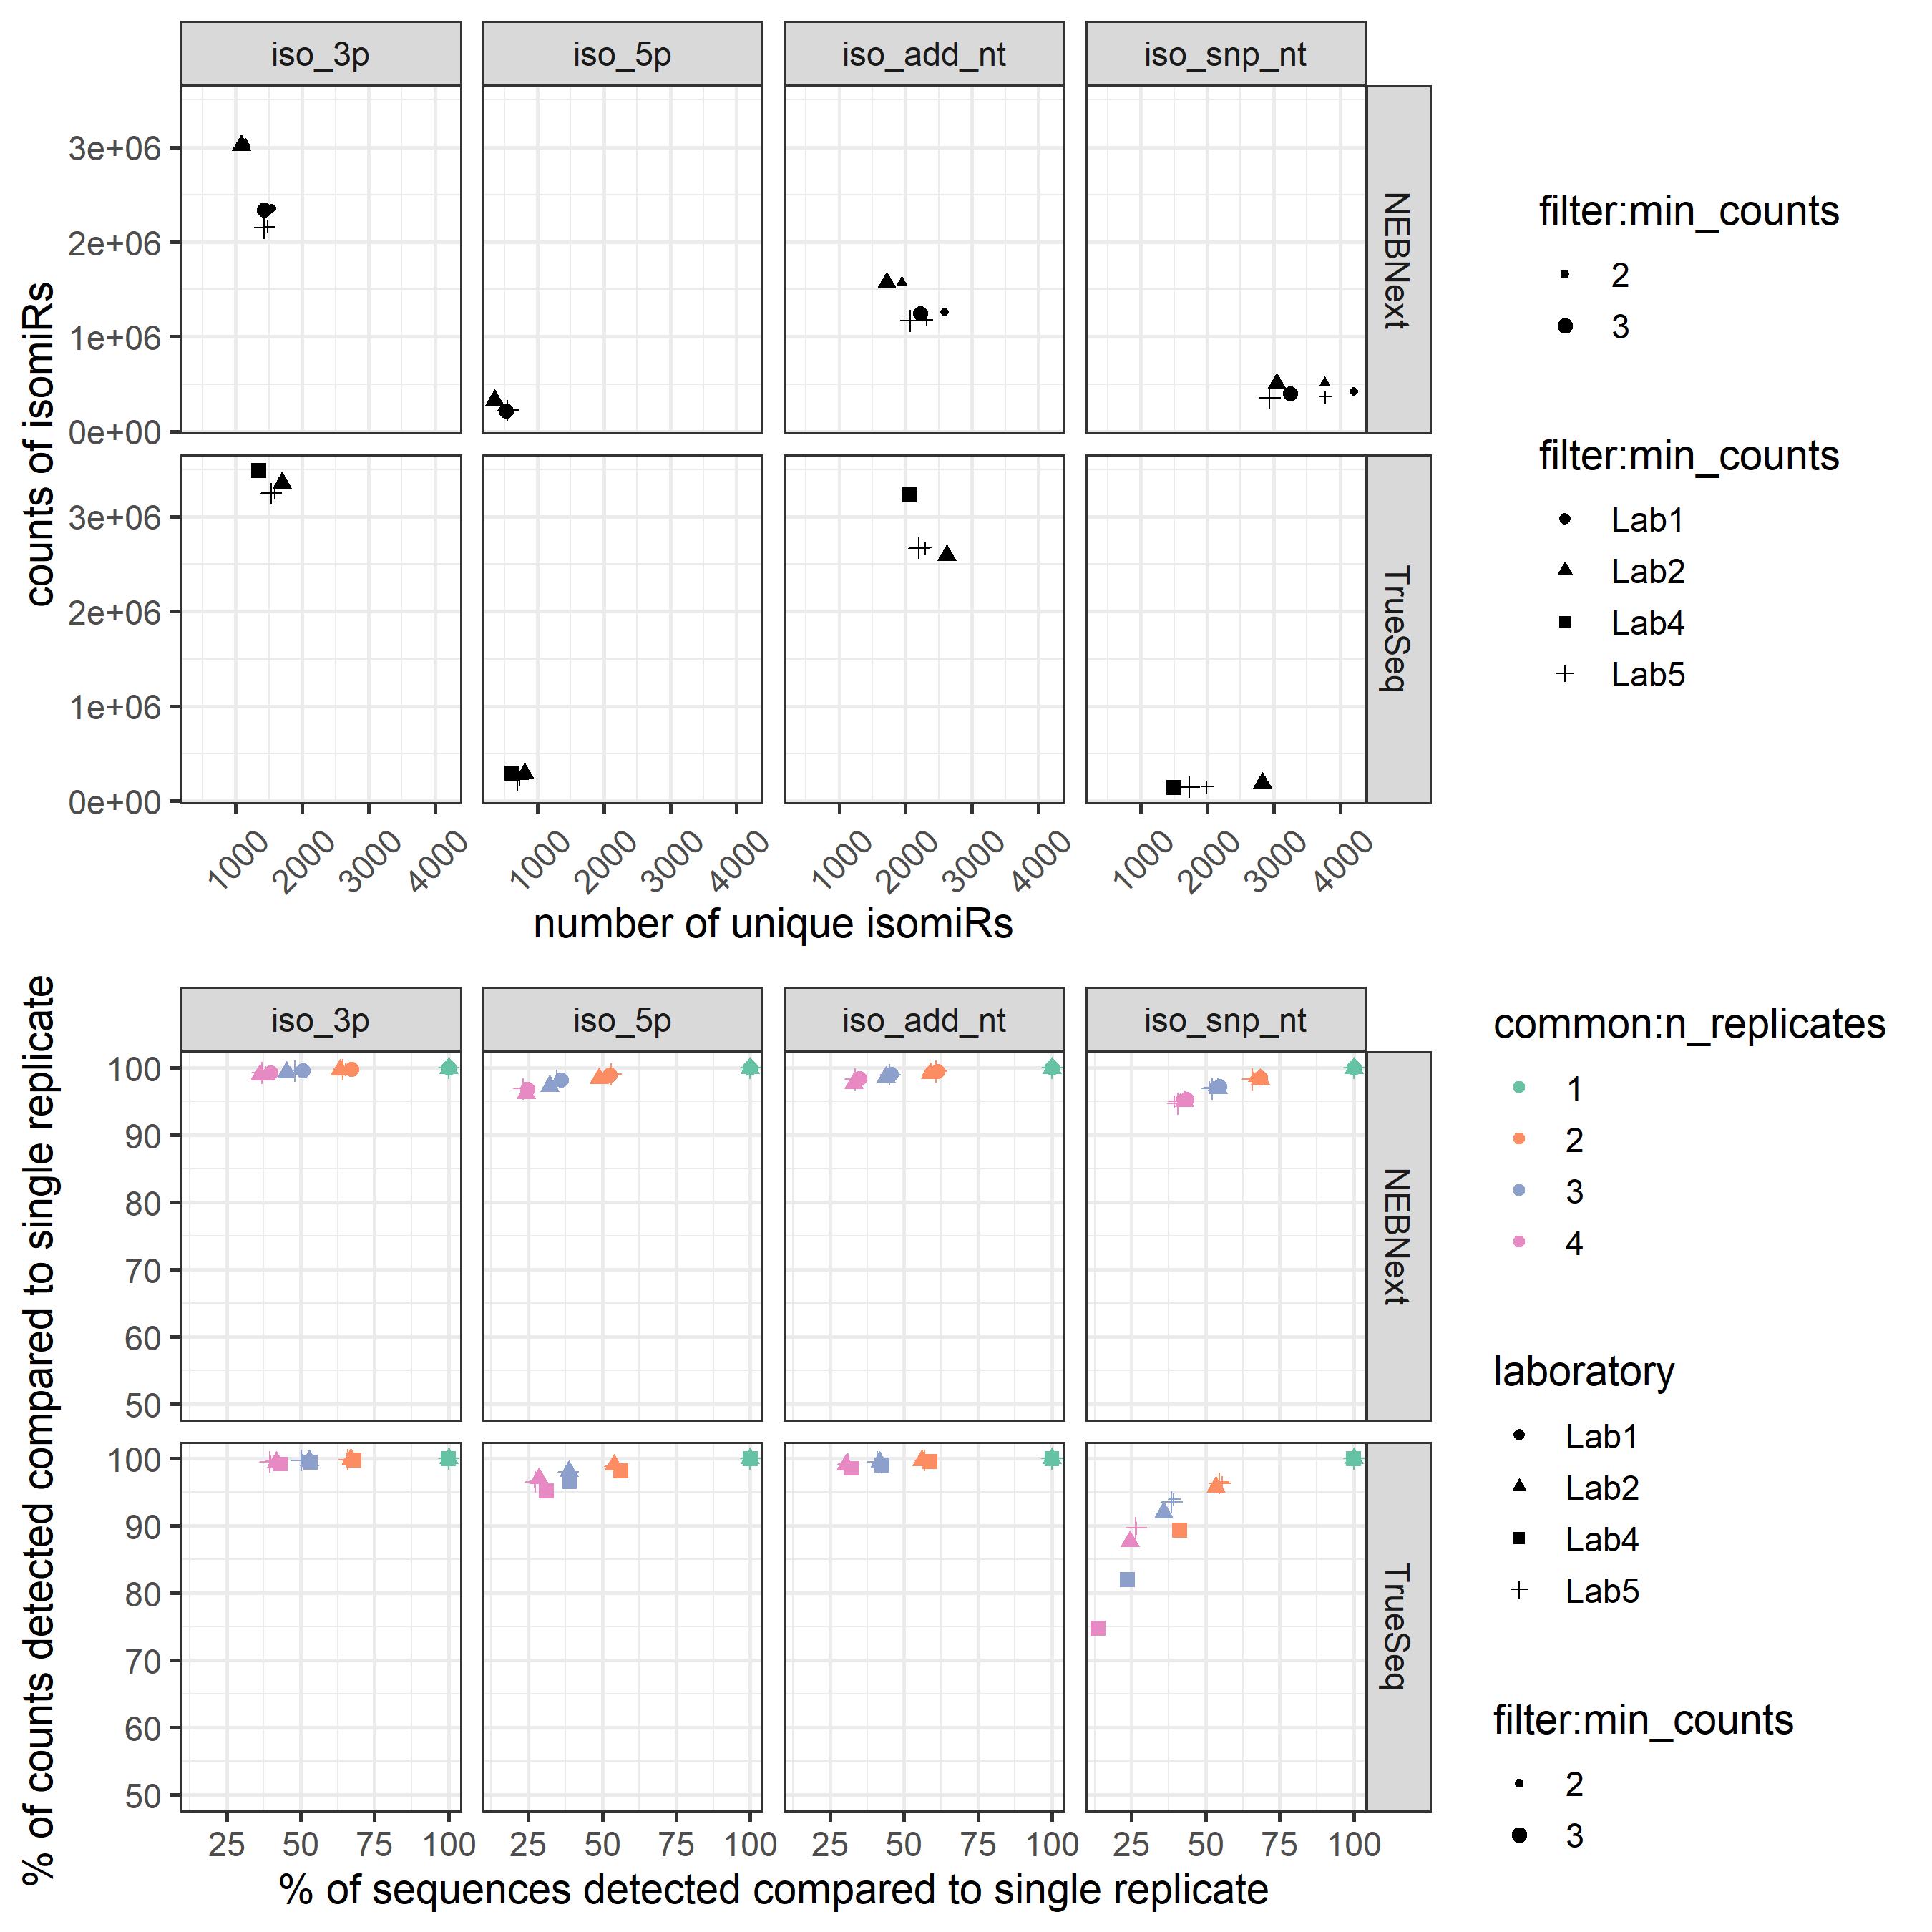 iso_3p iso_5p iso_add_nt iso_snp_nt
counts of isomiRs
3e+06
2e+06
1e+06
0e+00
NEBNext
3e+06
2e+06
1e+06
0e+00
TrueSeq
1000 2000 3000 4000 1000 2000 3000 4000 1000 2000 3000 4000 1000 2000 3000 4000
number of unique isomiRs
filter:min_counts
2
3
filter:min_counts
Lab1
Lab2
Lab4
Lab5
iso_3p iso_5p iso_add_nt iso_snp_nt
% of counts detected compared to single replicate
100
90
80
70
60
50
NEBNext
100
90
80
70
60
50
TrueSeq
25 50 75 100 25 50 75 100 25 50 75 100 25 50 75 100
% of sequences detected compared to single replicate
common:n_replicates
1
2
3
4
laboratory
Lab1
Lab2
Lab4
Lab5
filter:min_counts
2
3